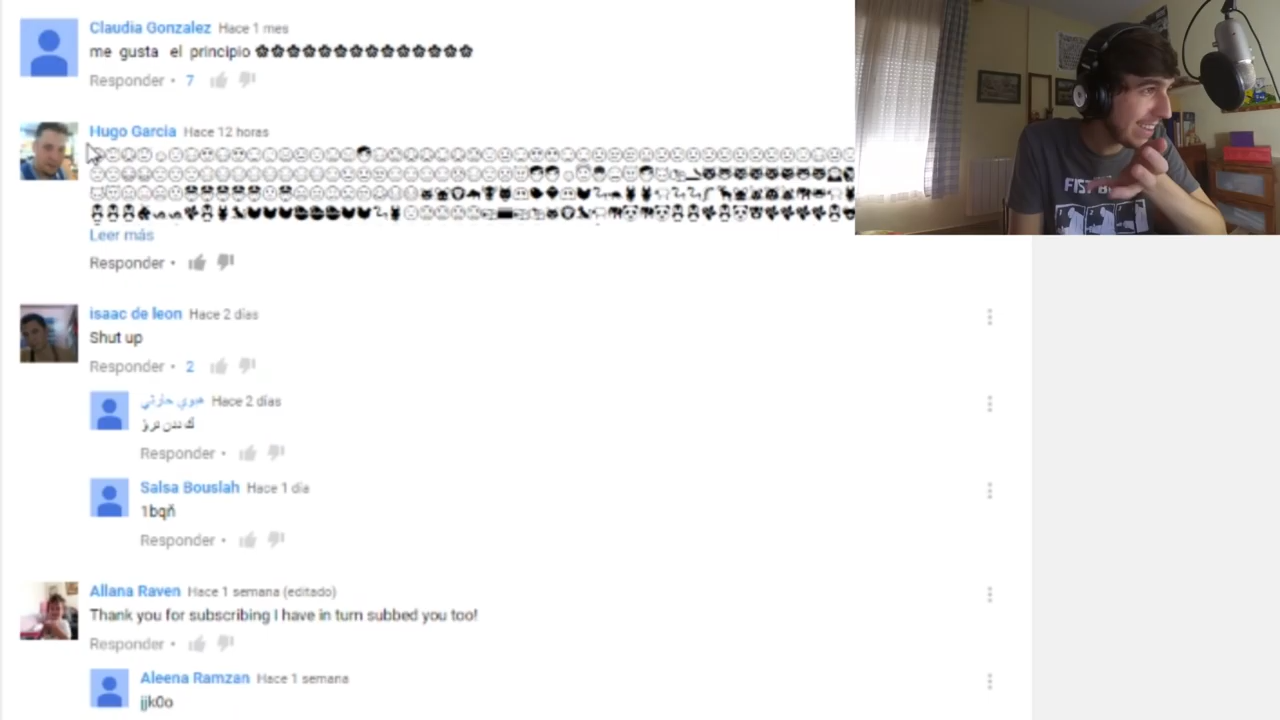 Claudia Gonzalez Hace 1 mes
me gusta el principio
Responder • 7
Hugo Garcia Hace 12 horas
Leer más
Responder •
isaac de leon Hace 2 días
Shut up
Responder • 2
Hace 2 días
Responder •
Salsa Bouslah Hace 1 día
1bqñ
Responder •
Allana Raven Hace 1 semana (editado)
Thank you for subscribing I have in turn subbed you too!
Responder •
Aleena Ramzan Hace 1 semana
jjk0o